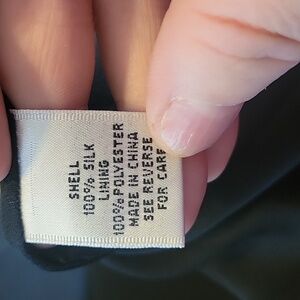 SHELL
100% SILK
LINING
100% POLYESTER
MADE IN CHINA
SEE REVERSE
FOR CARE